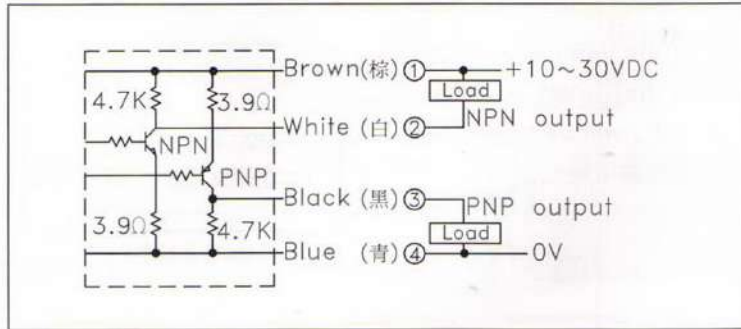 Brown(棕)① +10~30VDC
4.7K 3.9Ω Load
White (白)② NPN output
NPN
PNP
Black (黑)③ PNP output
3.9Ω 4.7K Load
Blue (青)④ 0V